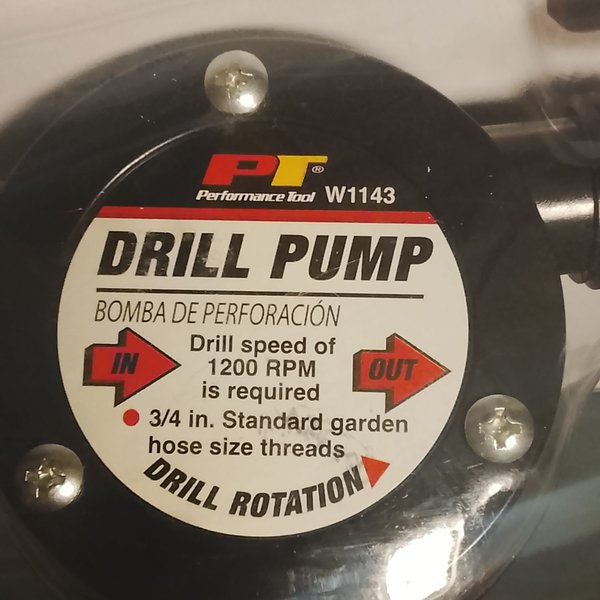 PT®
Performance Tool W1143
DRILL PUMP
BOMBA DE PERFORACIÓN
IN
Drill speed of
1200 RPM
is required
OUT
• 3/4 in. Standard garden
hose size threads
DRILL ROTATION